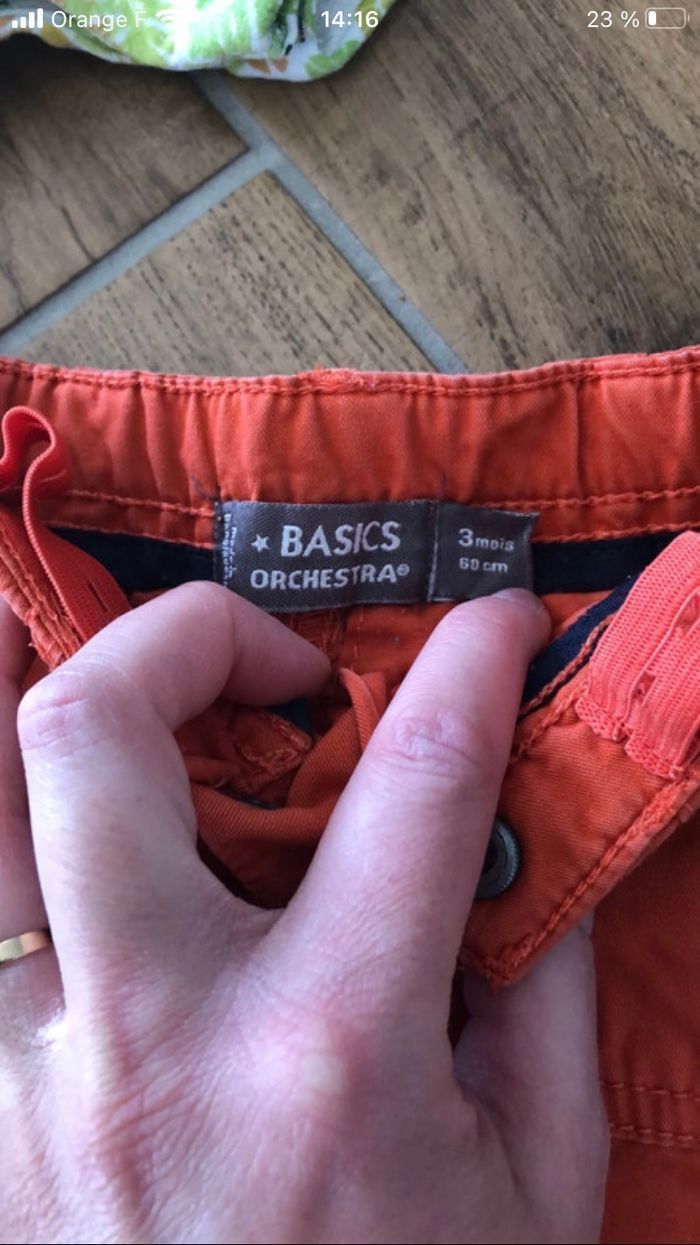 Orange F
14:16
23 %
★ BASICS
ORCHESTRA®
3 mois
60 cm